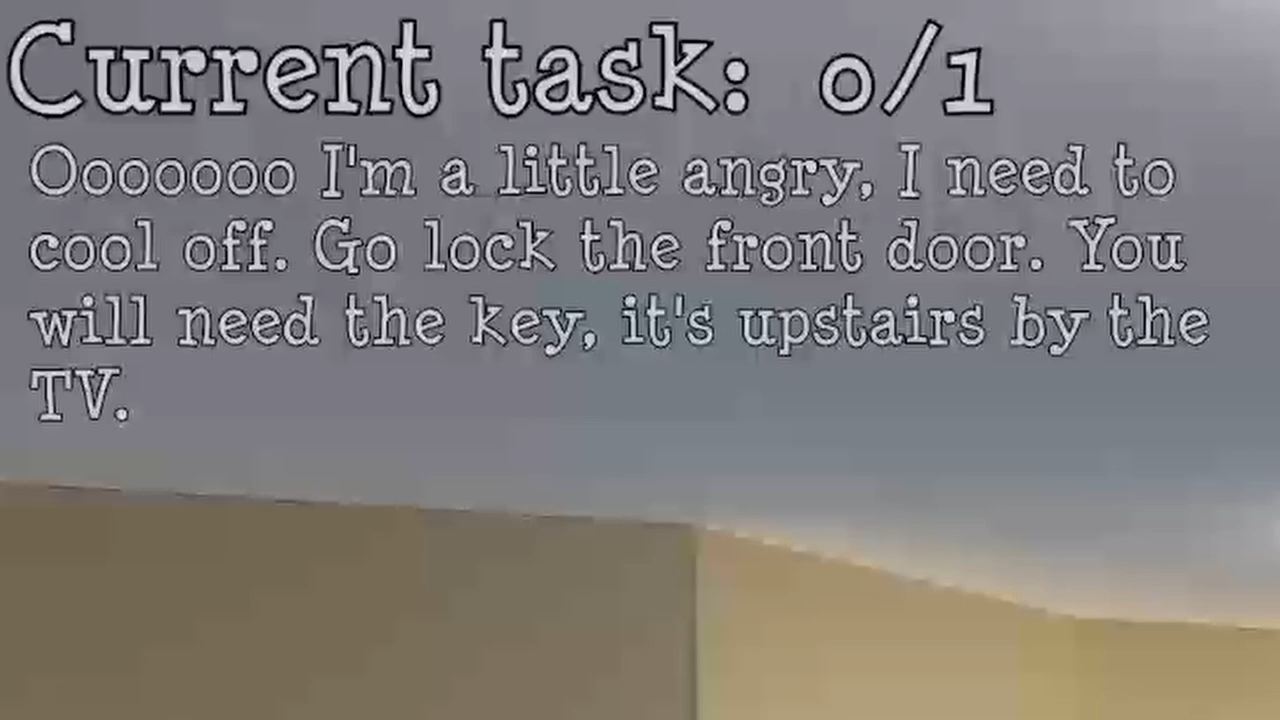 Current task: 0/1
Ooooooo I'm a little angry, I need to
cool off. Go lock the front door. You
will need the key, it's upstairs by the
TV.